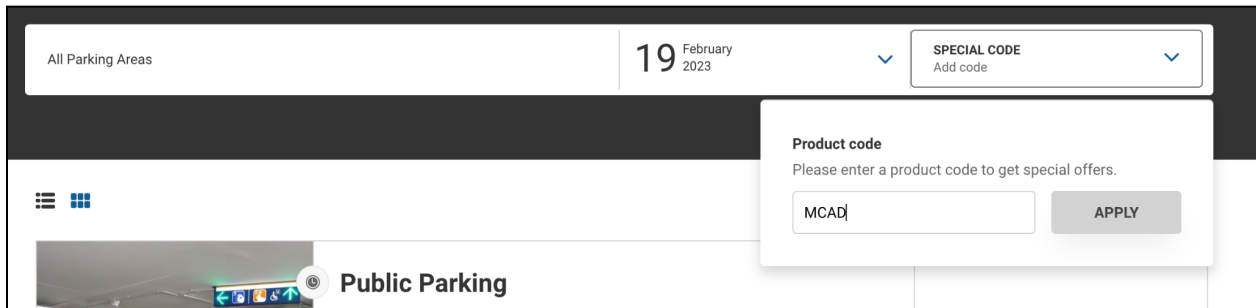 All Parking Areas
19 February
2023
SPECIAL CODE
Add code
Product code
Please enter a product code to get special offers.
MCAD
APPLY
Public Parking